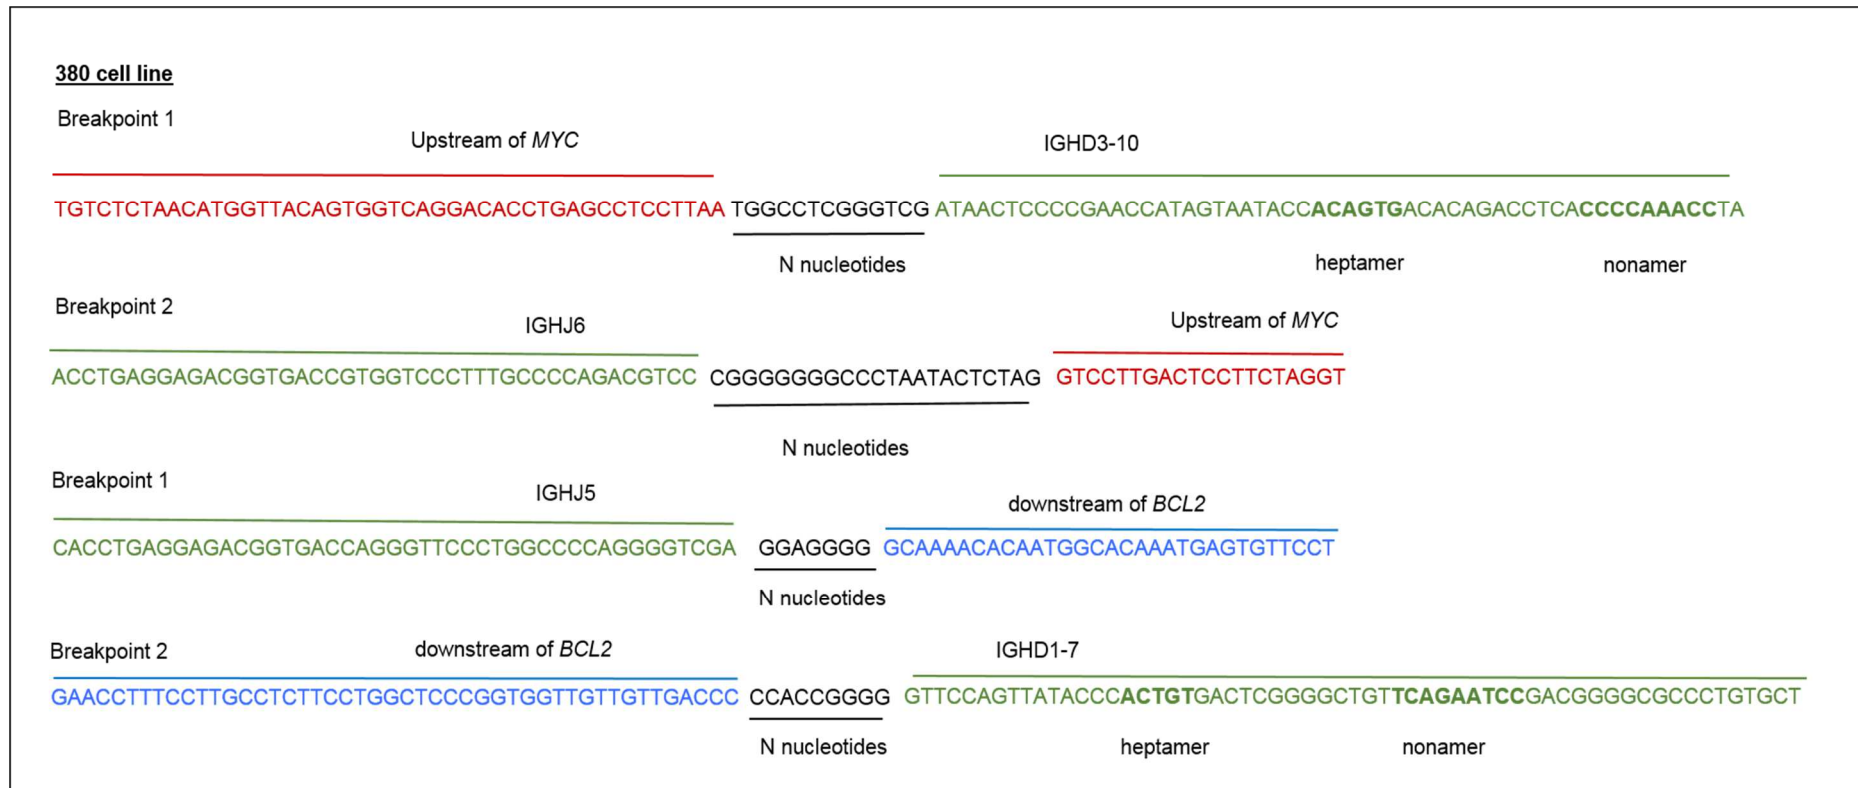 380 cell line
Breakpoint 1
Upstream of MYC
IGHD3-10
TGTCTCTAACATGGTTACAGTGGTCAGGACACCTGAGCCTCCTTAA TGGCCTCGGGTCG ATAACTCCCCGAACCATAGTAATACCACAGTGACACAGACCTCACCCCAAACCTA
N nucleotides heptamer nonamer
Breakpoint 2
IGHJ6
Upstream of MYC
ACCTGAGGAGACGGTGACCGTGGTCCCTTTGCCCCAGACGTCC CGGGGGGGCCCTAATACTCTAG GTCCTTGACTCCTTCTAGGT
N nucleotides
Breakpoint 1
IGHJ5
downstream of BCL2
CACCTGAGGAGACGGTGACCAGGGTTCCCTGGCCCCAGGGGTCGA GGAGGGG GCAAAACACAATGGCACAAATGAGTGTTCCT
N nucleotides
Breakpoint 2
downstream of BCL2
IGHD1-7
GAACCTTTCCTTGCCTCTTCCTGGCTCCCGGTGGTTGTTGTTGACCC CCACCGGGG GTTCCAGTTATACCCACTGTGACTCGGGGCTGTTCAGAATCCGACGGGGCGCCCTGTGCT
N nucleotides heptamer nonamer